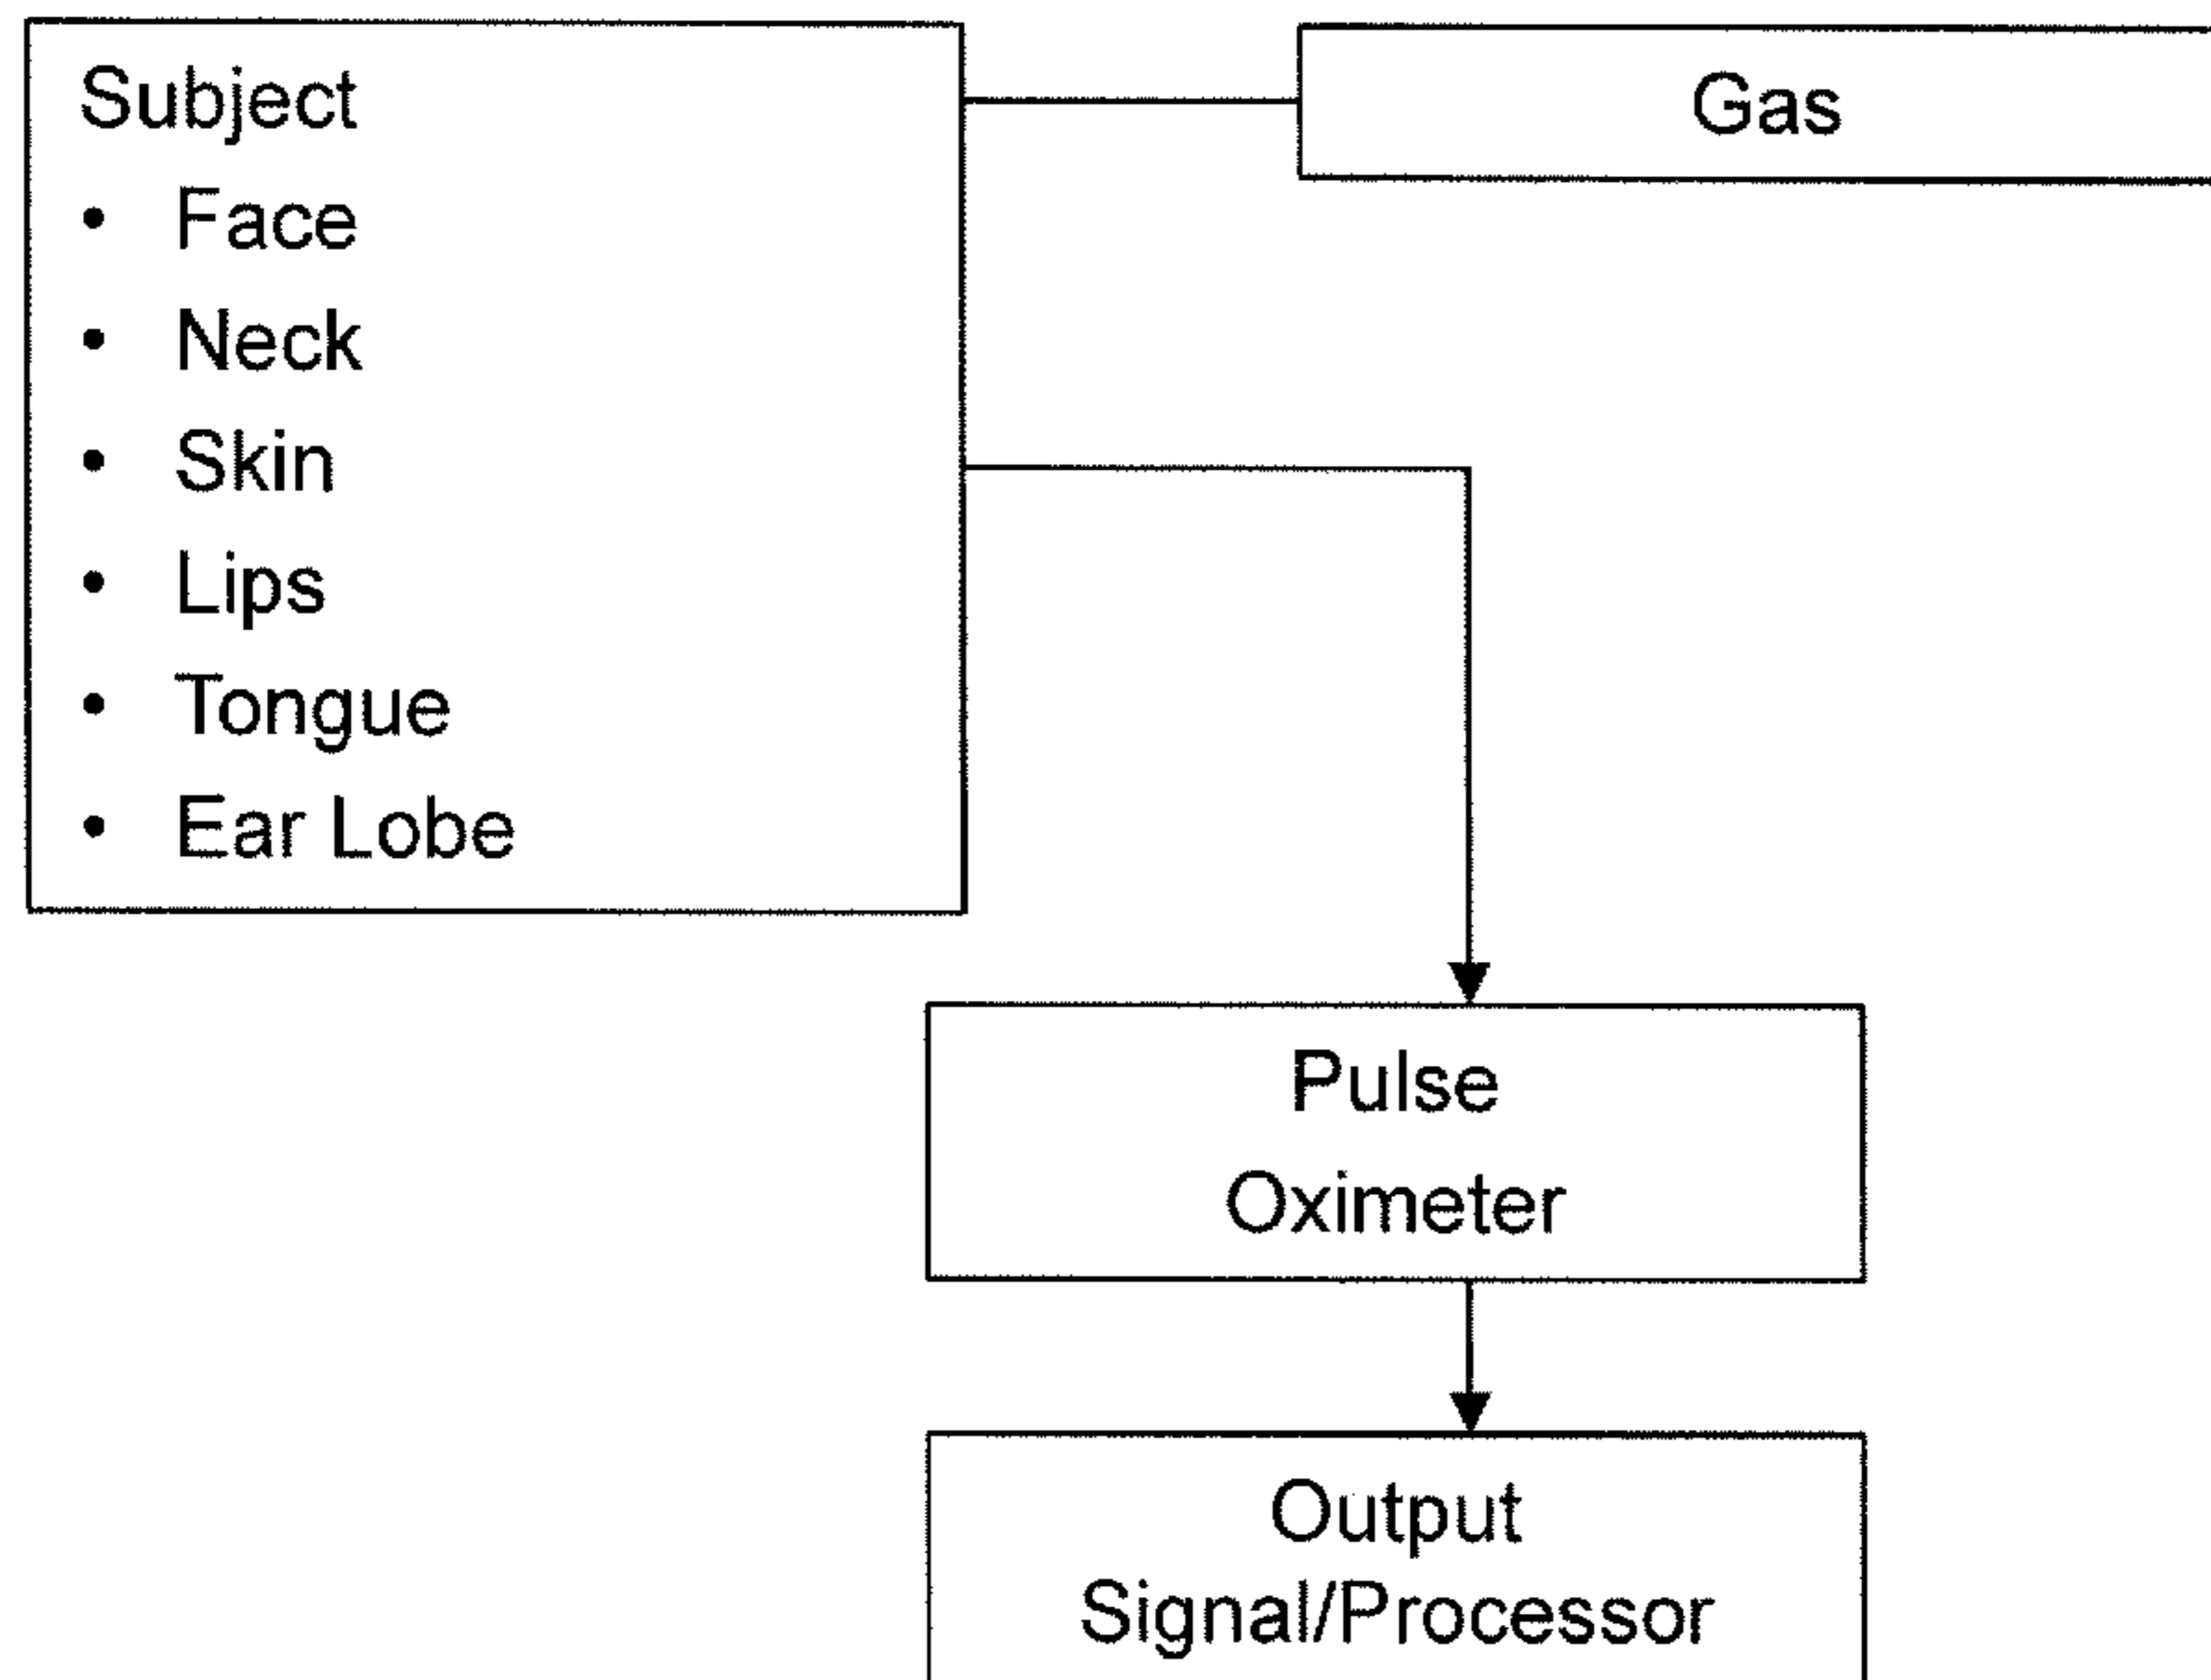 Subject
• Face
• Neck
• Skin
• Lips
• Tongue
• Ear Lobe
Gas
Pulse
Oximeter
Output
Signal/Processor